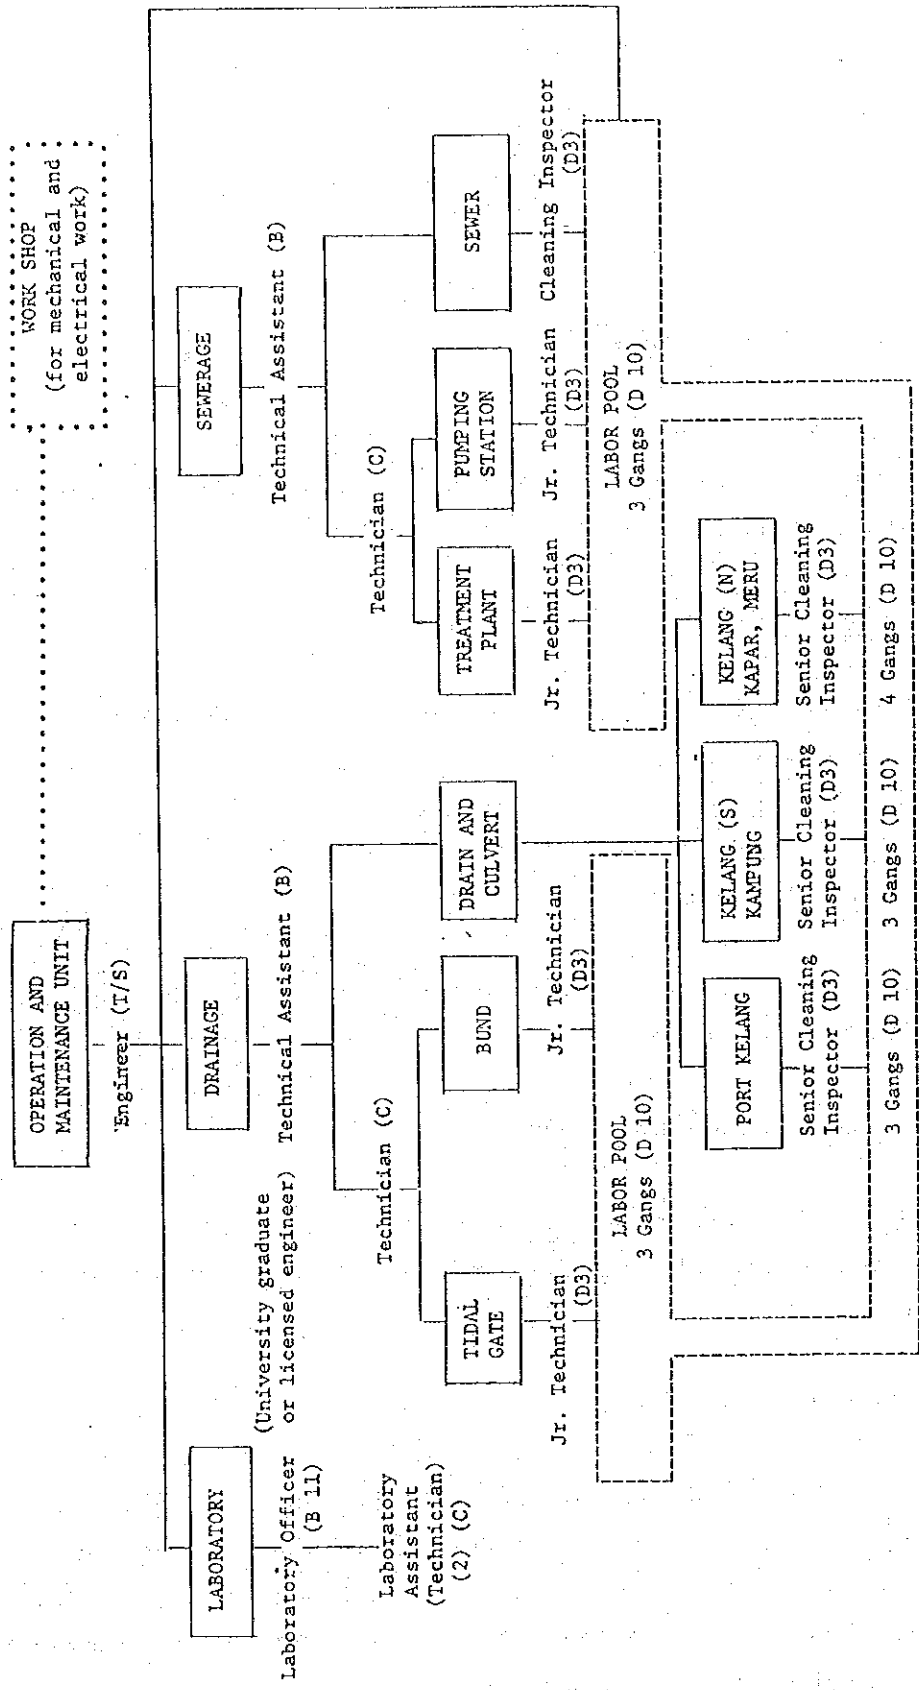 OPERATION AND
MAINTENANCE UNIT
Engineer (T/S)
WORK SHOP
(for mechanical and
electrical work)
LABORATORY
Laboratory Officer
(B 11)
(University graduate
or licensed engineer)
Laboratory
Assistant
(Technician)
(2) (C)
DRAINAGE
Technical Assistant (B)
Technician (C)
TIDAL
GATE
Jr. Technician
(D3)
BUND
Jr. Technician
(D3)
DRAIN AND
CULVERT
LABOR POOL
3 Gangs (D 10)
PORT KELANG
Senior Cleaning
Inspector (D3)
3 Gangs (D 10)
KELANG (S)
KAMPUNG
Senior Cleaning
Inspector (D3)
3 Gangs (D 10)
KELANG (N)
KAPAR, MERU
Senior Cleaning
Inspector (D3)
4 Gangs (D 10)
SEWERAGE
Technical Assistant (B)
Technician (C)
TREATMENT
PLANT
Jr. Technician
(D3)
PUMPING
STATION
Jr. Technician
(D3)
SEWER
Cleaning Inspector
(D3)
LABOR POOL
3 Gangs (D 10)